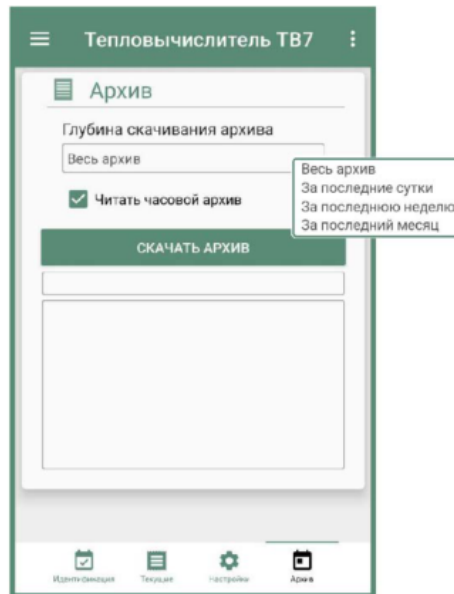 Тепловычислитель ТВ7
Архив
Глубина скачивания архива
Весь архив
Весь архив
За последние сутки
За последнюю неделю
За последний месяц
Читать часовой архив
СКАЧАТЬ АРХИВ
Идентификация Текущие Настройки Архив